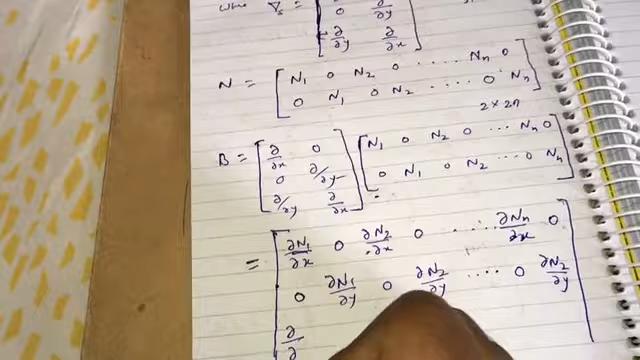 where ∇s = [ 0 ∂/∂y
∂/∂y ∂/∂x ]
N = [ N1 0 N2 0 ..... Nn 0
0 N1 0 N2 ..... 0 Nn ]
2 × 2n
B = [ ∂/∂x 0 [ N1 0 N2 0 ... Nn 0
0 ∂/∂y 0 N1 0 N2 ... 0 Nn ]
∂/∂y ∂/∂x ]
= [ ∂N1/∂x 0 ∂N2/∂x 0 ..... ∂Nn/∂x 0
0 ∂N1/∂y 0 ∂N2/∂y .... 0 ∂N2/∂y
∂/∂